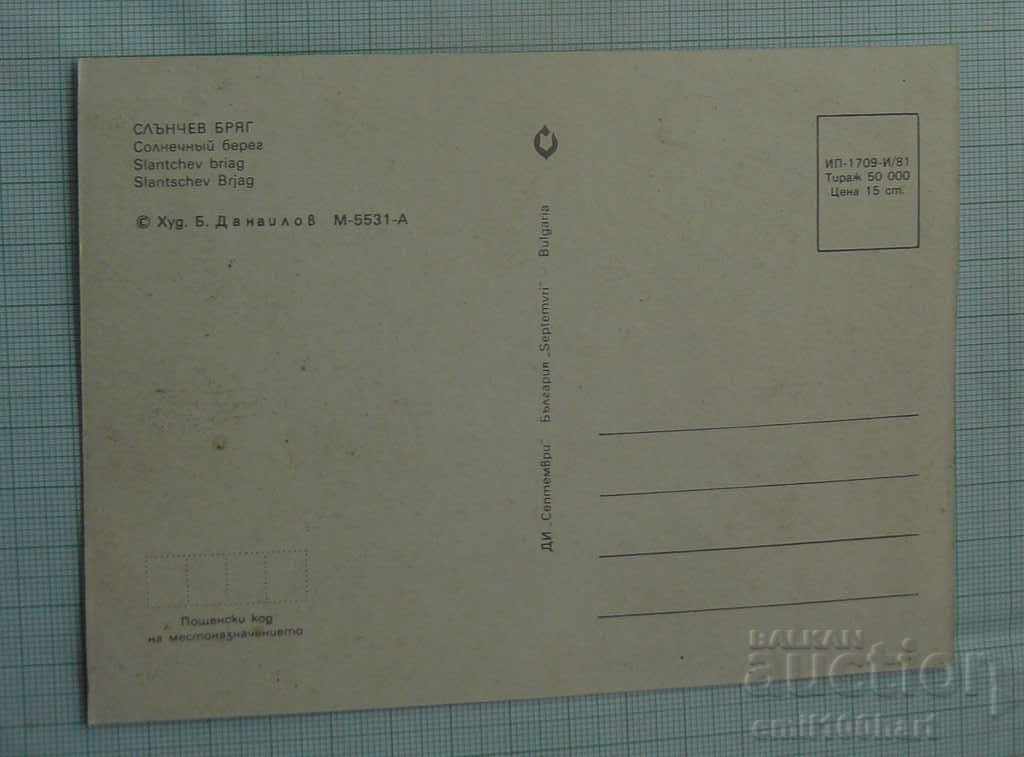 СЛЪНЧЕВ БРЯГ
Солнечный берег
Slantchev briag
Slantschev Brjag
© Худ. Б. Данаилов М-5531-А
ДИ „Септември" България „Septemvri" - Bulgaria
ИП-1709-И/81
Тираж 50 000
Цена 15 ст.
Пощенски код
на местоназначението
BALKAN
auction
emil100hari